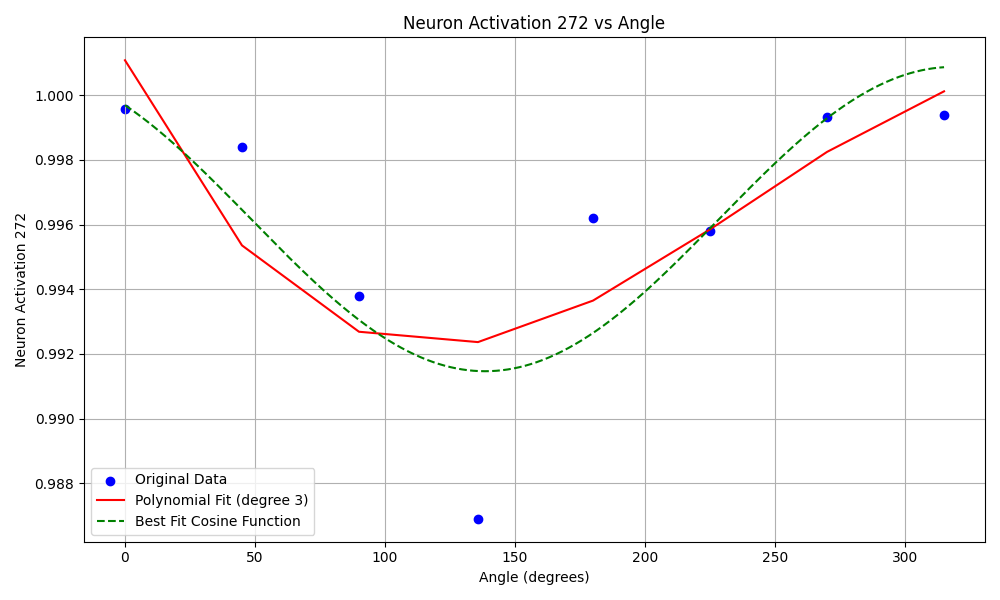 Neuron Activation 272 vs Angle
Neuron Activation 272
1.000
0.998
0.996
0.994
0.992
0.990
0.988
Original Data
Polynomial Fit (degree 3)
Best Fit Cosine Function
0 50 100 150 200 250 300
Angle (degrees)